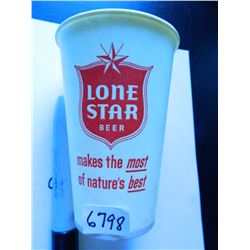 LONE
STAR
BEER
makes the most
of nature's best
6798